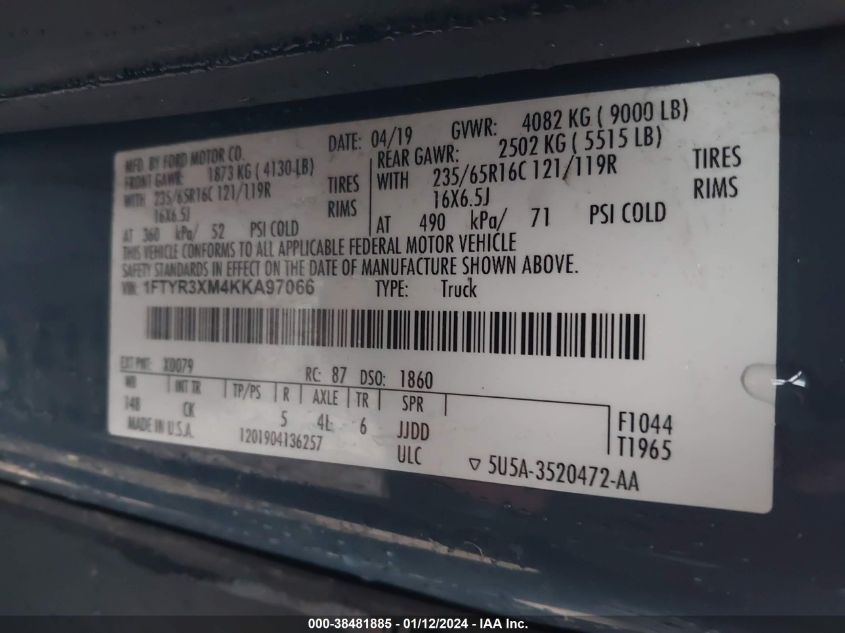 MFD. BY FORD MOTOR CO.
DATE: 04/19 GVWR: 4082 KG ( 9000 LB)
FRONT GAWR: 1873 KG ( 4130-LB)
REAR GAWR: 2502 KG ( 5515 LB)
WITH 235/65R16C 121/119R TIRES
WITH 235/65R16C 121/119R TIRES
16X6.5J RIMS
16X6.5J RIMS
AT 360 kPa/ 52 PSI COLD
AT 490 kPa/ 71 PSI COLD
THIS VEHICLE CONFORMS TO ALL APPLICABLE FEDERAL MOTOR VEHICLE
SAFETY STANDARDS IN EFFECT ON THE DATE OF MANUFACTURE SHOWN ABOVE.
VIN: 1FTYR3XM4KKA97066 TYPE: Truck
EXT PNT: X0079 RC: 87 DSO: 1860
WB INT TR TP/PS R AXLE TR SPR
148 CK 5 4L 6 JJDD F1044
MADE IN U.S.A. 1201904136257 ULC T1965
▽ 5U5A-3520472-AA
000-38481885 - 01/12/2024 - IAA Inc.